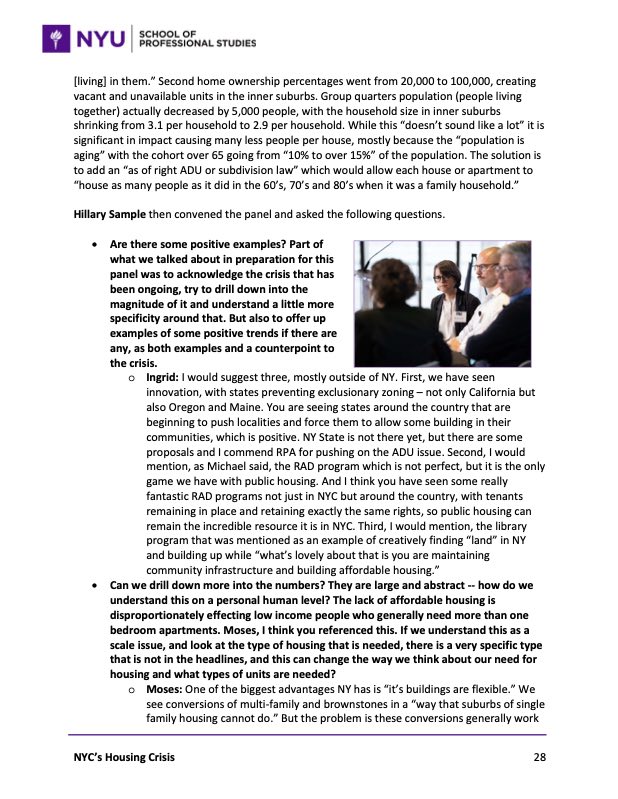 NYU
SCHOOL OF
PROFESSIONAL STUDIES
[living] in them.” Second home ownership percentages went from 20,000 to 100,000, creating
vacant and unavailable units in the inner suburbs. Group quarters population (people living
together) actually decreased by 5,000 people, with the household size in inner suburbs
shrinking from 3.1 per household to 2.9 per household. While this “doesn’t sound like a lot” it is
significant in impact causing many less people per house, mostly because the “population is
aging” with the cohort over 65 going from “10% to over 15%” of the population. The solution is
to add an “as of right ADU or subdivision law” which would allow each house or apartment to
“house as many people as it did in the 60’s, 70’s and 80’s when it was a family household.”
Hillary Sample then convened the panel and asked the following questions.
• Are there some positive examples? Part of
what we talked about in preparation for this
panel was to acknowledge the crisis that has
been ongoing, try to drill down into the
magnitude of it and understand a little more
specificity around that. But also to offer up
examples of some positive trends if there are
any, as both examples and a counterpoint to
the crisis.
o Ingrid: I would suggest three, mostly outside of NY. First, we have seen
innovation, with states preventing exclusionary zoning – not only California but
also Oregon and Maine. You are seeing states around the country that are
beginning to push localities and force them to allow some building in their
communities, which is positive. NY State is not there yet, but there are some
proposals and I commend RPA for pushing on the ADU issue. Second, I would
mention, as Michael said, the RAD program which is not perfect, but it is the only
game we have with public housing. And I think you have seen some really
fantastic RAD programs not just in NYC but around the country, with tenants
remaining in place and retaining exactly the same rights, so public housing can
remain the incredible resource it is in NYC. Third, I would mention, the library
program that was mentioned as an example of creatively finding “land” in NY
and building up while “what’s lovely about that is you are maintaining
community infrastructure and building affordable housing.”
• Can we drill down more into the numbers? They are large and abstract -- how do we
understand this on a personal human level? The lack of affordable housing is
disproportionately effecting low income people who generally need more than one
bedroom apartments. Moses, I think you referenced this. If we understand this as a
scale issue, and look at the type of housing that is needed, there is a very specific type
that is not in the headlines, and this can change the way we think about our need for
housing and what types of units are needed?
o Moses: One of the biggest advantages NY has is “it’s buildings are flexible.” We
see conversions of multi-family and brownstones in a “way that suburbs of single
family housing cannot do.” But the problem is these conversions generally work
NYC’s Housing Crisis
28